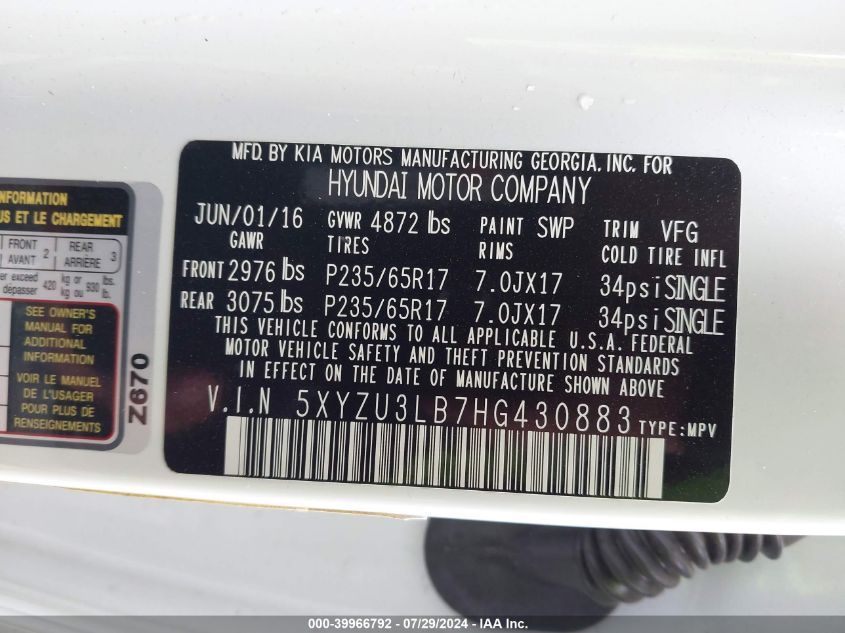 MFD. BY KIA MOTORS MANUFACTURING GEORGIA, INC. FOR
HYUNDAI MOTOR COMPANY
JUN/01/16 GVWR 4872 lbs PAINT SWP TRIM VFG
GAWR TIRES RIMS COLD TIRE INFL
FRONT 2976 lbs P235/65R17 7.0JX17 34psi SINGLE
REAR 3075 lbs P235/65R17 7.0JX17 34psi SINGLE
THIS VEHICLE CONFORMS TO ALL APPLICABLE U.S.A. FEDERAL
MOTOR VEHICLE SAFETY AND THEFT PREVENTION STANDARDS
IN EFFECT ON THE DATE OF MANUFACTURE SHOWN ABOVE
V.I.N 5XYZU3LB7HG430883 TYPE:MPV
INFORMATION
US ET LE CHARGEMENT
FRONT 2 REAR 3
AVANT ARRIÈRE
er exceed 420 kg or 930 lbs.
dépasser kg ou lb.
SEE OWNER'S
MANUAL FOR
ADDITIONAL
INFORMATION
VOIR LE MANUEL
DE L'USAGER
POUR PLUS DE
RENSEIGNEMENTS
Z670
000-39966792 - 07/29/2024 - IAA Inc.